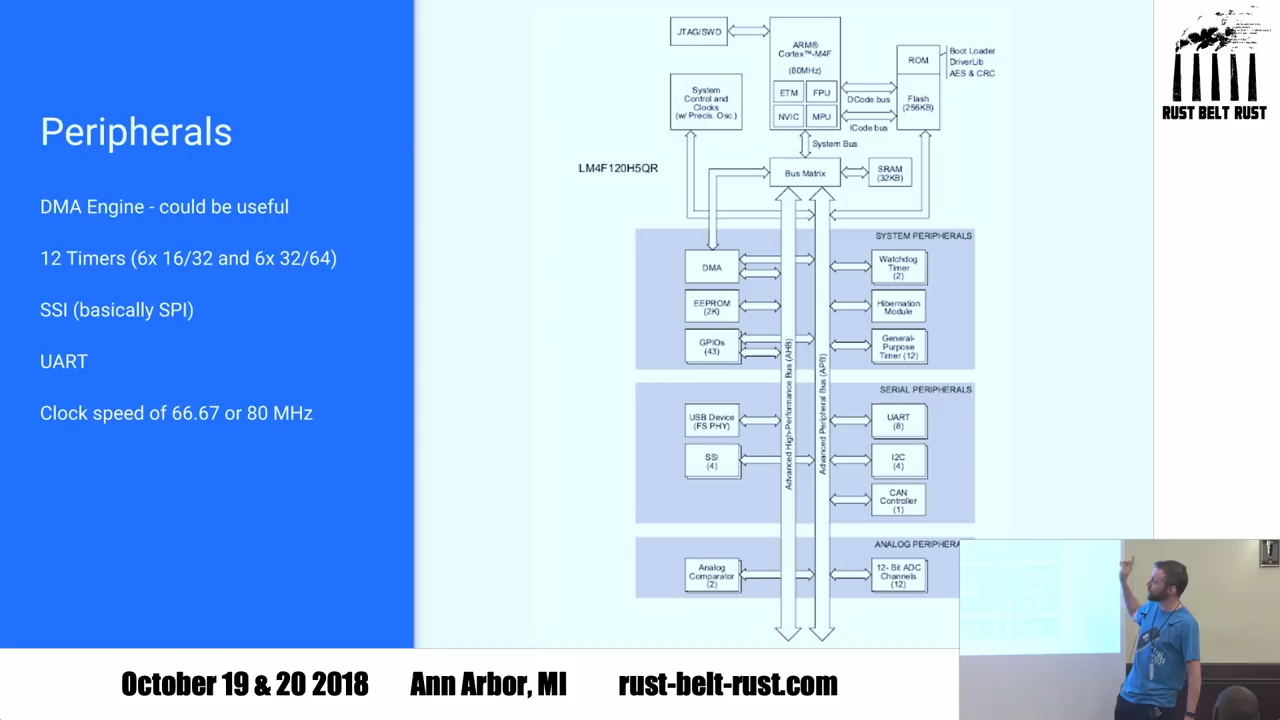 Peripherals
DMA Engine - could be useful
12 Timers (6x 16/32 and 6x 32/64)
SSI (basically SPI)
UART
Clock speed of 66.67 or 80 MHz
JTAG/SWD
ARM®
Cortex™-M4F
(80MHz)
ETM
FPU
NVIC
MPU
System
Control and
Clocks
(w/ Precis. Osc.)
ROM
Boot Loader
DriverLib
AES & CRC
Flash
(256KB)
DCode bus
ICode bus
System Bus
LM4F120H5QR
Bus Matrix
SRAM
(32KB)
SYSTEM PERIPHERALS
DMA
Watchdog
Timer
(2)
EEPROM
(2K)
Hibernation
Module
GPIOs
(43)
General-
Purpose
Timer (12)
Advanced High-Performance Bus (AHB)
Advanced Peripheral Bus (APB)
SERIAL PERIPHERALS
USB Device
(FS PHY)
UART
(8)
SSI
(4)
I2C
(4)
CAN
Controller
(1)
ANALOG PERIPHERA
Analog
Comparator
(2)
12- Bit ADC
Channels
(12)
RUST BELT RUST
October 19 & 20 2018 Ann Arbor, MI rust-belt-rust.com